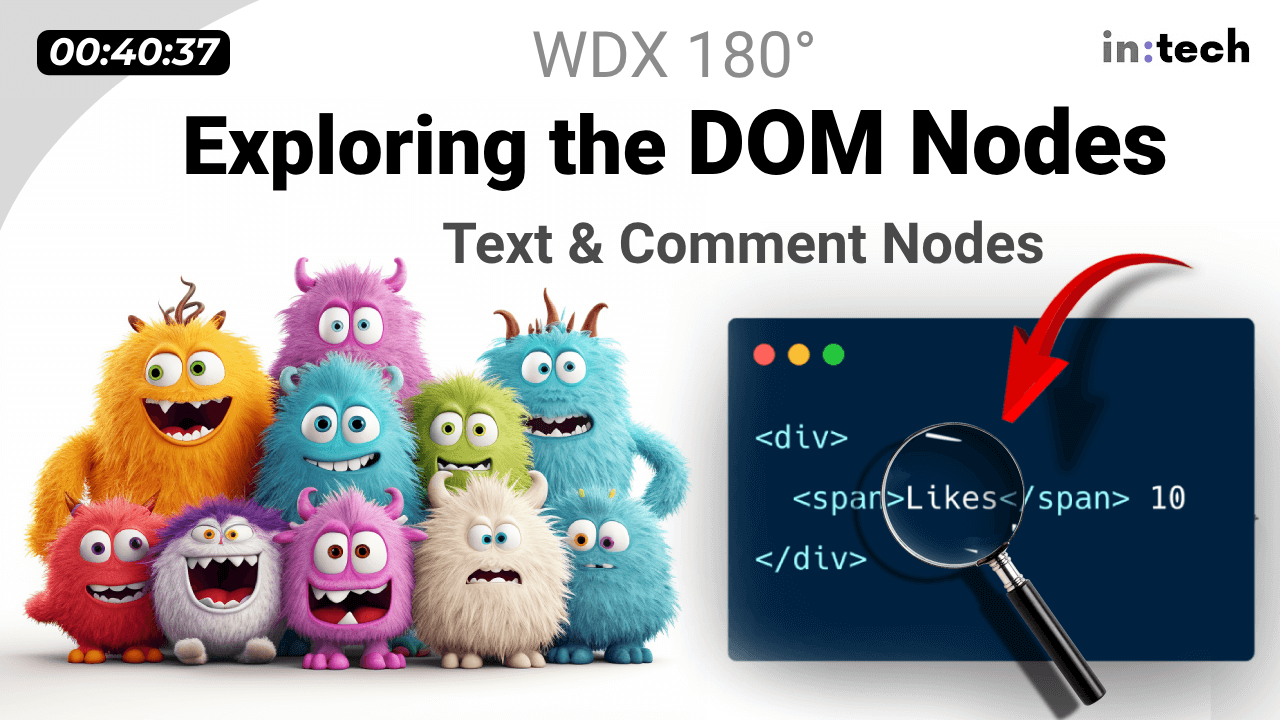 00:40:37
WDX 180°
in:tech
Exploring the DOM Nodes
Text & Comment Nodes
<div>
<span>Likes</span> 10
</div>